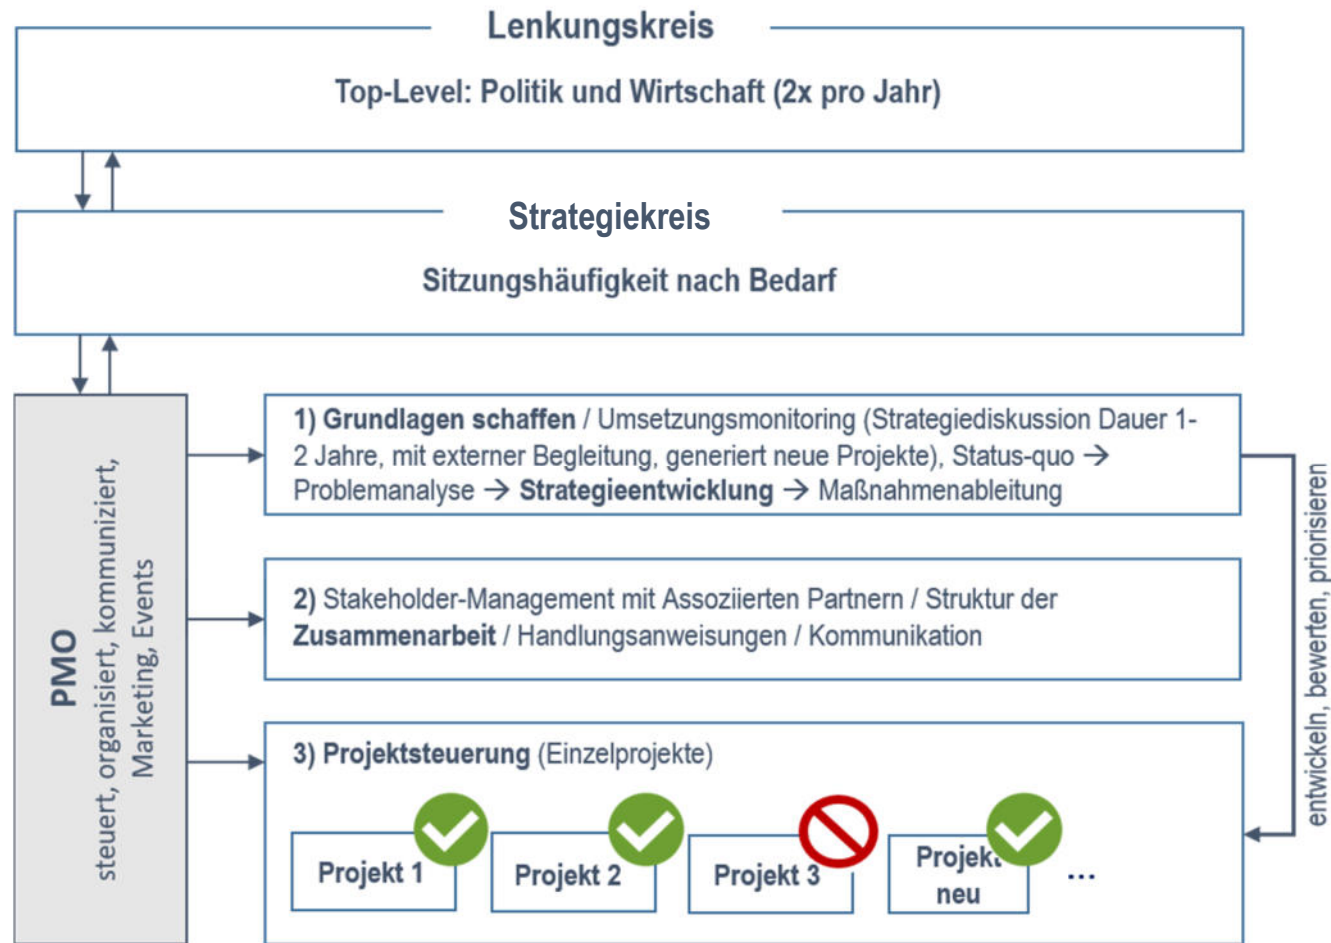 Lenkungskreis
Top-Level: Politik und Wirtschaft (2x pro Jahr)
Strategiekreis
Sitzungshäufigkeit nach Bedarf
PMO
steuert, organisiert, kommuniziert,
Marketing, Events
1) Grundlagen schaffen / Umsetzungsmonitoring (Strategiediskussion Dauer 1-
2 Jahre, mit externer Begleitung, generiert neue Projekte), Status-quo →
Problemanalyse → Strategieentwicklung → Maßnahmenableitung
2) Stakeholder-Management mit Assoziierten Partnern / Struktur der
Zusammenarbeit / Handlungsanweisungen / Kommunikation
3) Projektsteuerung (Einzelprojekte)
Projekt 1
Projekt 2
Projekt 3
Projekt
neu
...
entwickeln, bewerten, priorisieren